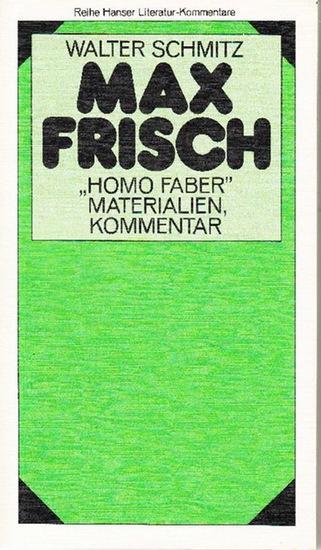 Reihe Hanser Literatur-Kommentare
WALTER SCHMITZ
MAX
FRISCH
„HOMO FABER”
MATERIALIEN,
KOMMENTAR